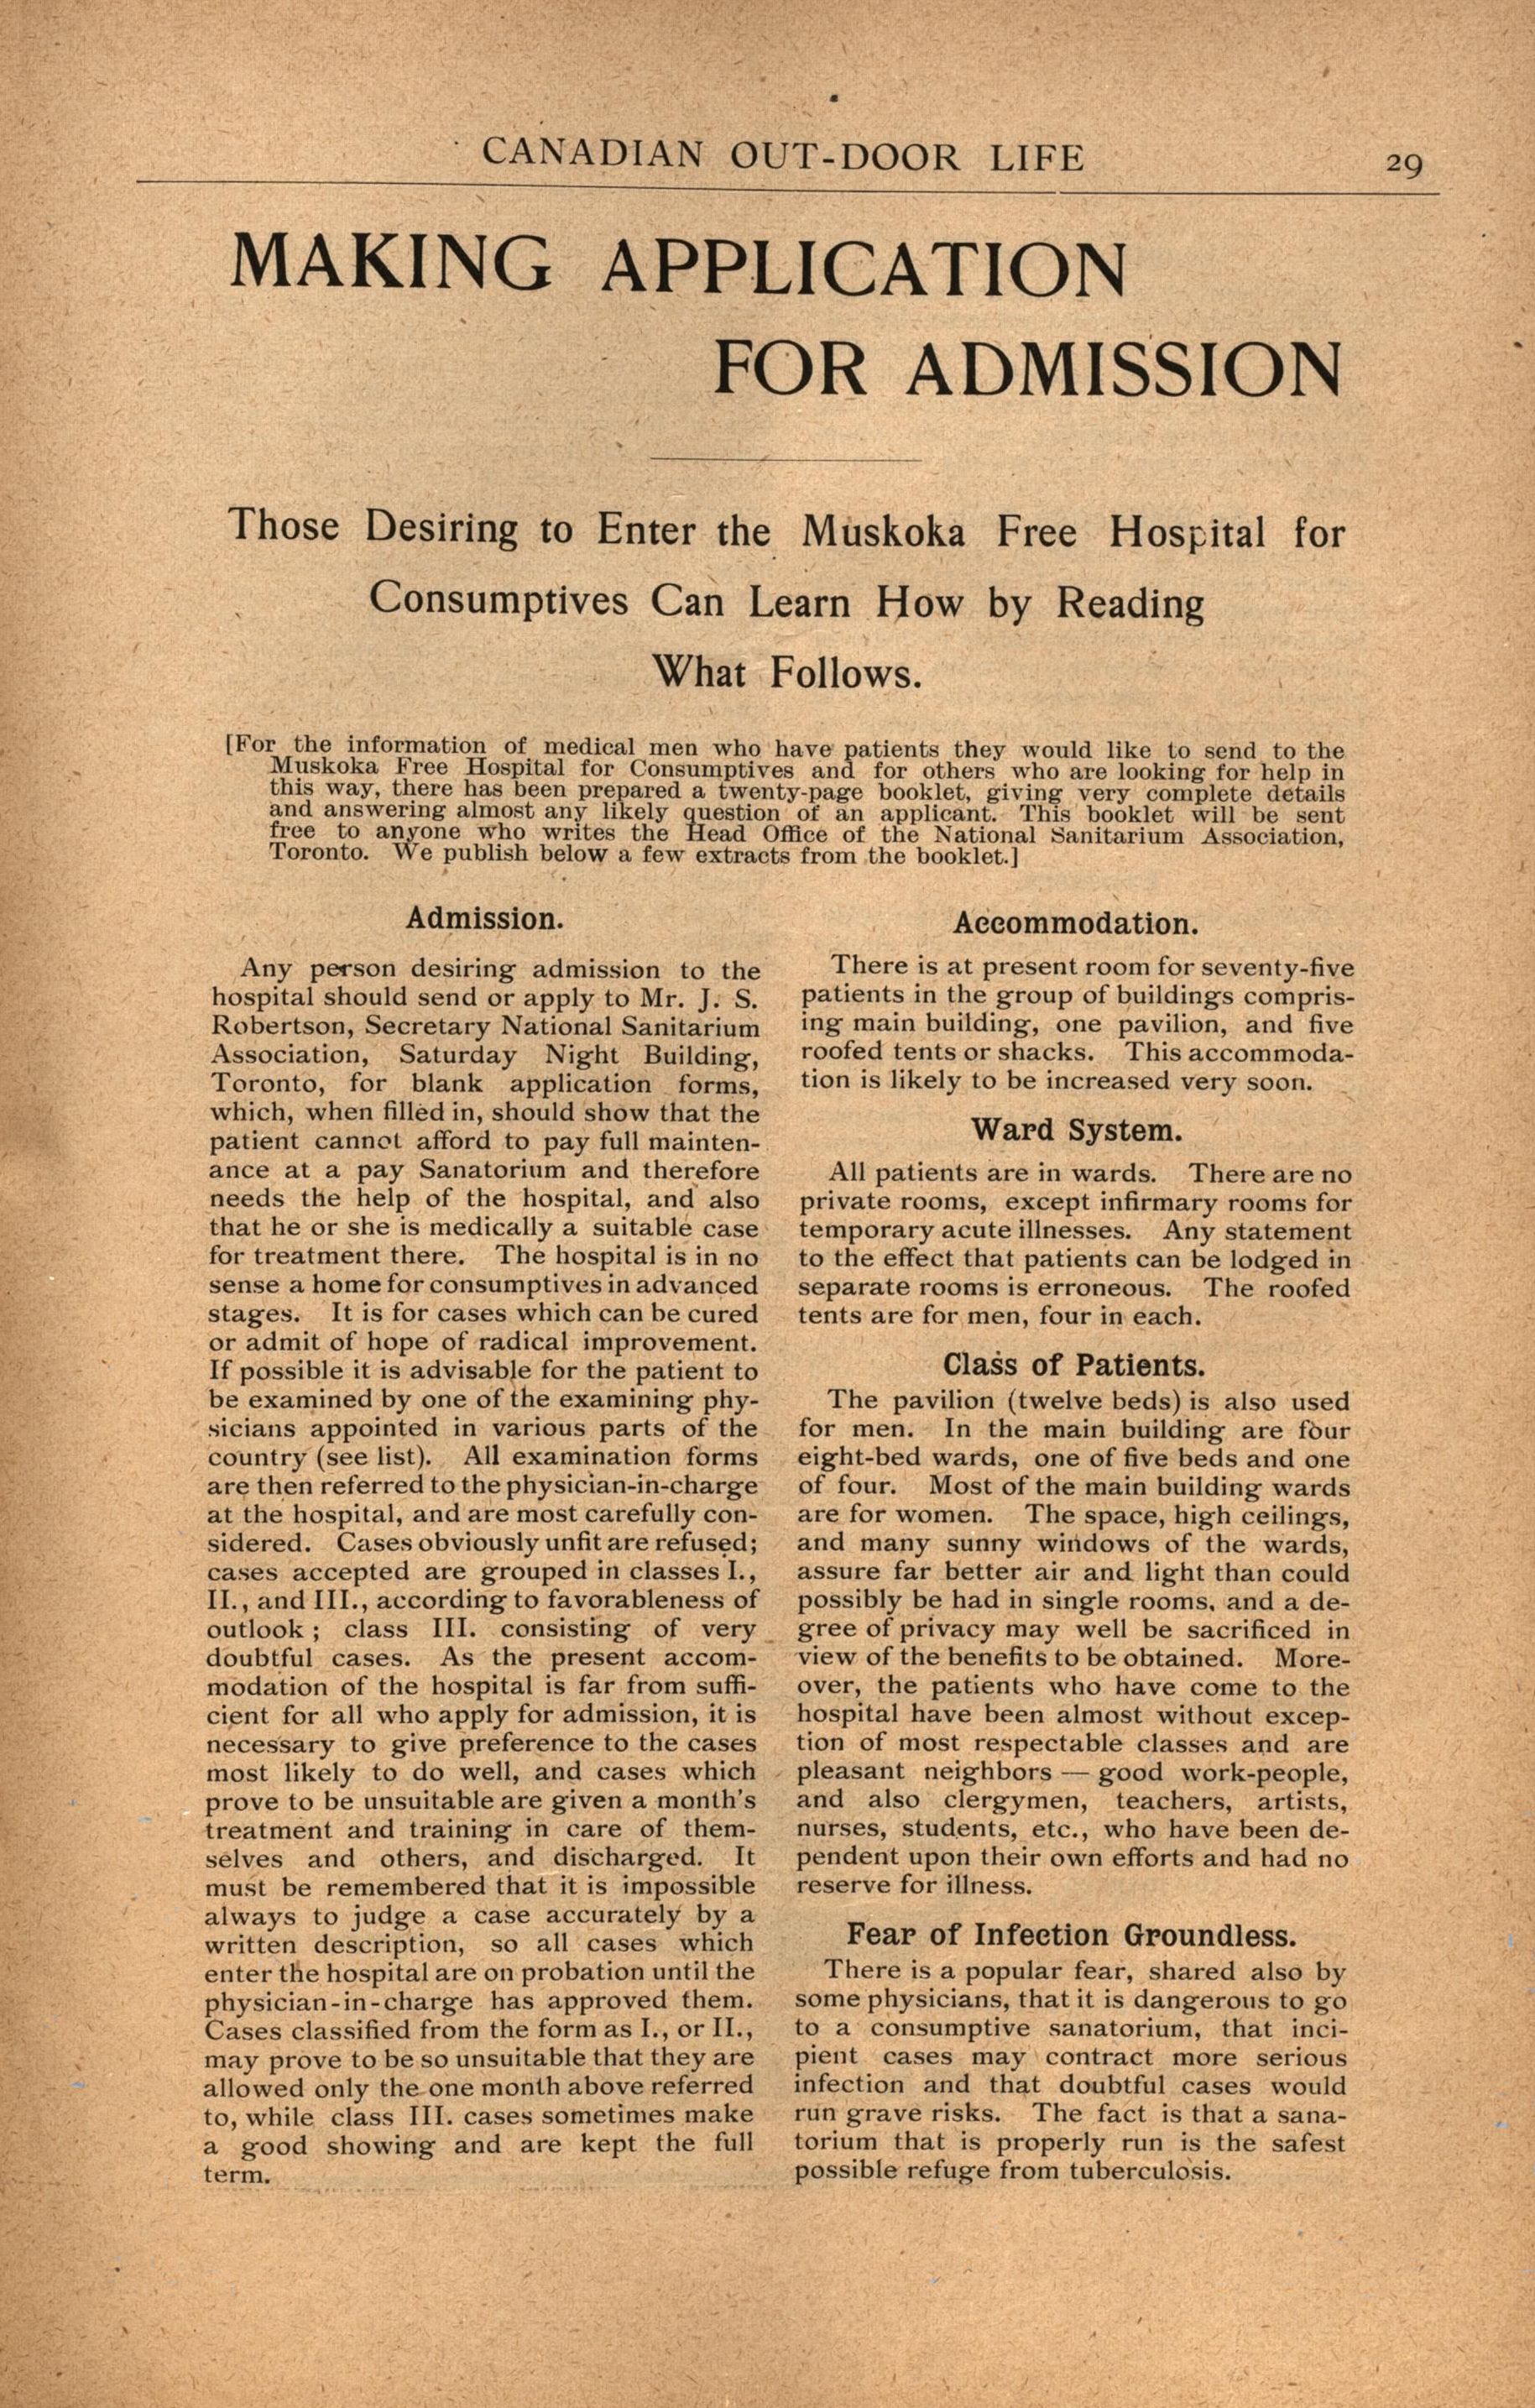 CANADIAN OUT-DOOR LIFE
29
MAKING APPLICATION
FOR ADMISSION
Those Desiring to Enter the Muskoka Free Hospital for
Consumptives Can Learn How by Reading
What Follows.
[For the information of medical men who have patients they would like to send to the
Muskoka Free Hospital for Consumptives and for others who are looking for help in
this way, there has been prepared a twenty-page booklet, giving very complete details
and answering almost any likely question of an applicant. This booklet will be sent
free to anyone who writes the Head Office of the National Sanitarium Association,
Toronto. We publish below a few extracts from the booklet.]
Admission.
Any person desiring admission to the
hospital should send or apply to Mr. J. S.
Robertson, Secretary National Sanitarium
Association, Saturday Night Building,
Toronto, for blank application forms,
which, when filled in, should show that the
patient cannot afford to pay full mainten-
ance at a pay Sanatorium and therefore
needs the help of the hospital, and also
that he or she is medically a suitable case
for treatment there. The hospital is in no
sense a home for consumptives in advanced
stages. It is for cases which can be cured
or admit of hope of radical improvement.
If possible it is advisable for the patient to
be examined by one of the examining phy-
sicians appointed in various parts of the
country (see list). All examination forms
are then referred to the physician-in-charge
at the hospital, and are most carefully con-
sidered. Cases obviously unfit are refused;
cases accepted are grouped in classes I.,
II., and III., according to favorableness of
outlook; class III. consisting of very
doubtful cases. As the present accom-
modation of the hospital is far from suffi-
cient for all who apply for admission, it is
necessary to give preference to the cases
most likely to do well, and cases which
prove to be unsuitable are given a month's
treatment and training in care of them-
selves and others, and discharged. It
must be remembered that it is impossible
always to judge a case accurately by a
written description, so all cases which
enter the hospital are on probation until the
physician-in-charge has approved them.
Cases classified from the form as I., or II.,
may prove to be so unsuitable that they are
allowed only the one month above referred
to, while class III. cases sometimes make
a good showing and are kept the full
term.
Accommodation.
There is at present room for seventy-five
patients in the group of buildings compris-
ing main building, one pavilion, and five
roofed tents or shacks. This accommoda-
tion is likely to be increased very soon.
Ward System.
All patients are in wards. There are no
private rooms, except infirmary rooms for
temporary acute illnesses. Any statement
to the effect that patients can be lodged in
separate rooms is erroneous. The roofed
tents are for men, four in each.
Class of Patients.
The pavilion (twelve beds) is also used
for men. In the main building are four
eight-bed wards, one of five beds and one
of four. Most of the main building wards
are for women. The space, high ceilings,
and many sunny windows of the wards,
assure far better air and light than could
possibly be had in single rooms, and a de-
gree of privacy may well be sacrificed in
view of the benefits to be obtained. More-
over, the patients who have come to the
hospital have been almost without excep-
tion of most respectable classes and are
pleasant neighbors — good work-people,
and also clergymen, teachers, artists,
nurses, students, etc., who have been de-
pendent upon their own efforts and had no
reserve for illness.
Fear of Infection Groundless.
There is a popular fear, shared also by
some physicians, that it is dangerous to go
to a consumptive sanatorium, that inci-
pient cases may contract more serious
infection and that doubtful cases would
run grave risks. The fact is that a sana-
torium that is properly run is the safest
possible refuge from tuberculosis.